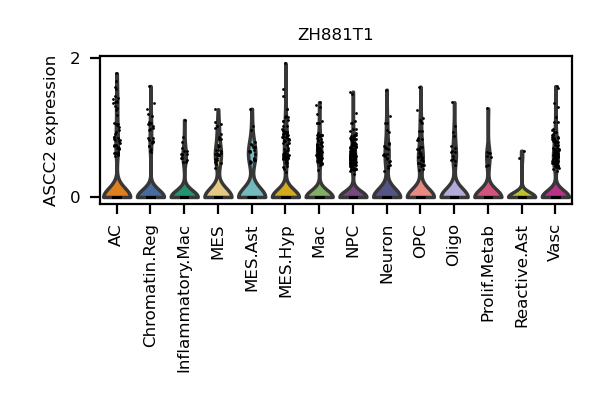 ZH881T1
ASCC2 expression
2
0
AC
Chromatin.Reg
Inflammatory.Mac
MES
MES.Ast
MES.Hyp
Mac
NPC
Neuron
OPC
Oligo
Prolif.Metab
Reactive.Ast
Vasc